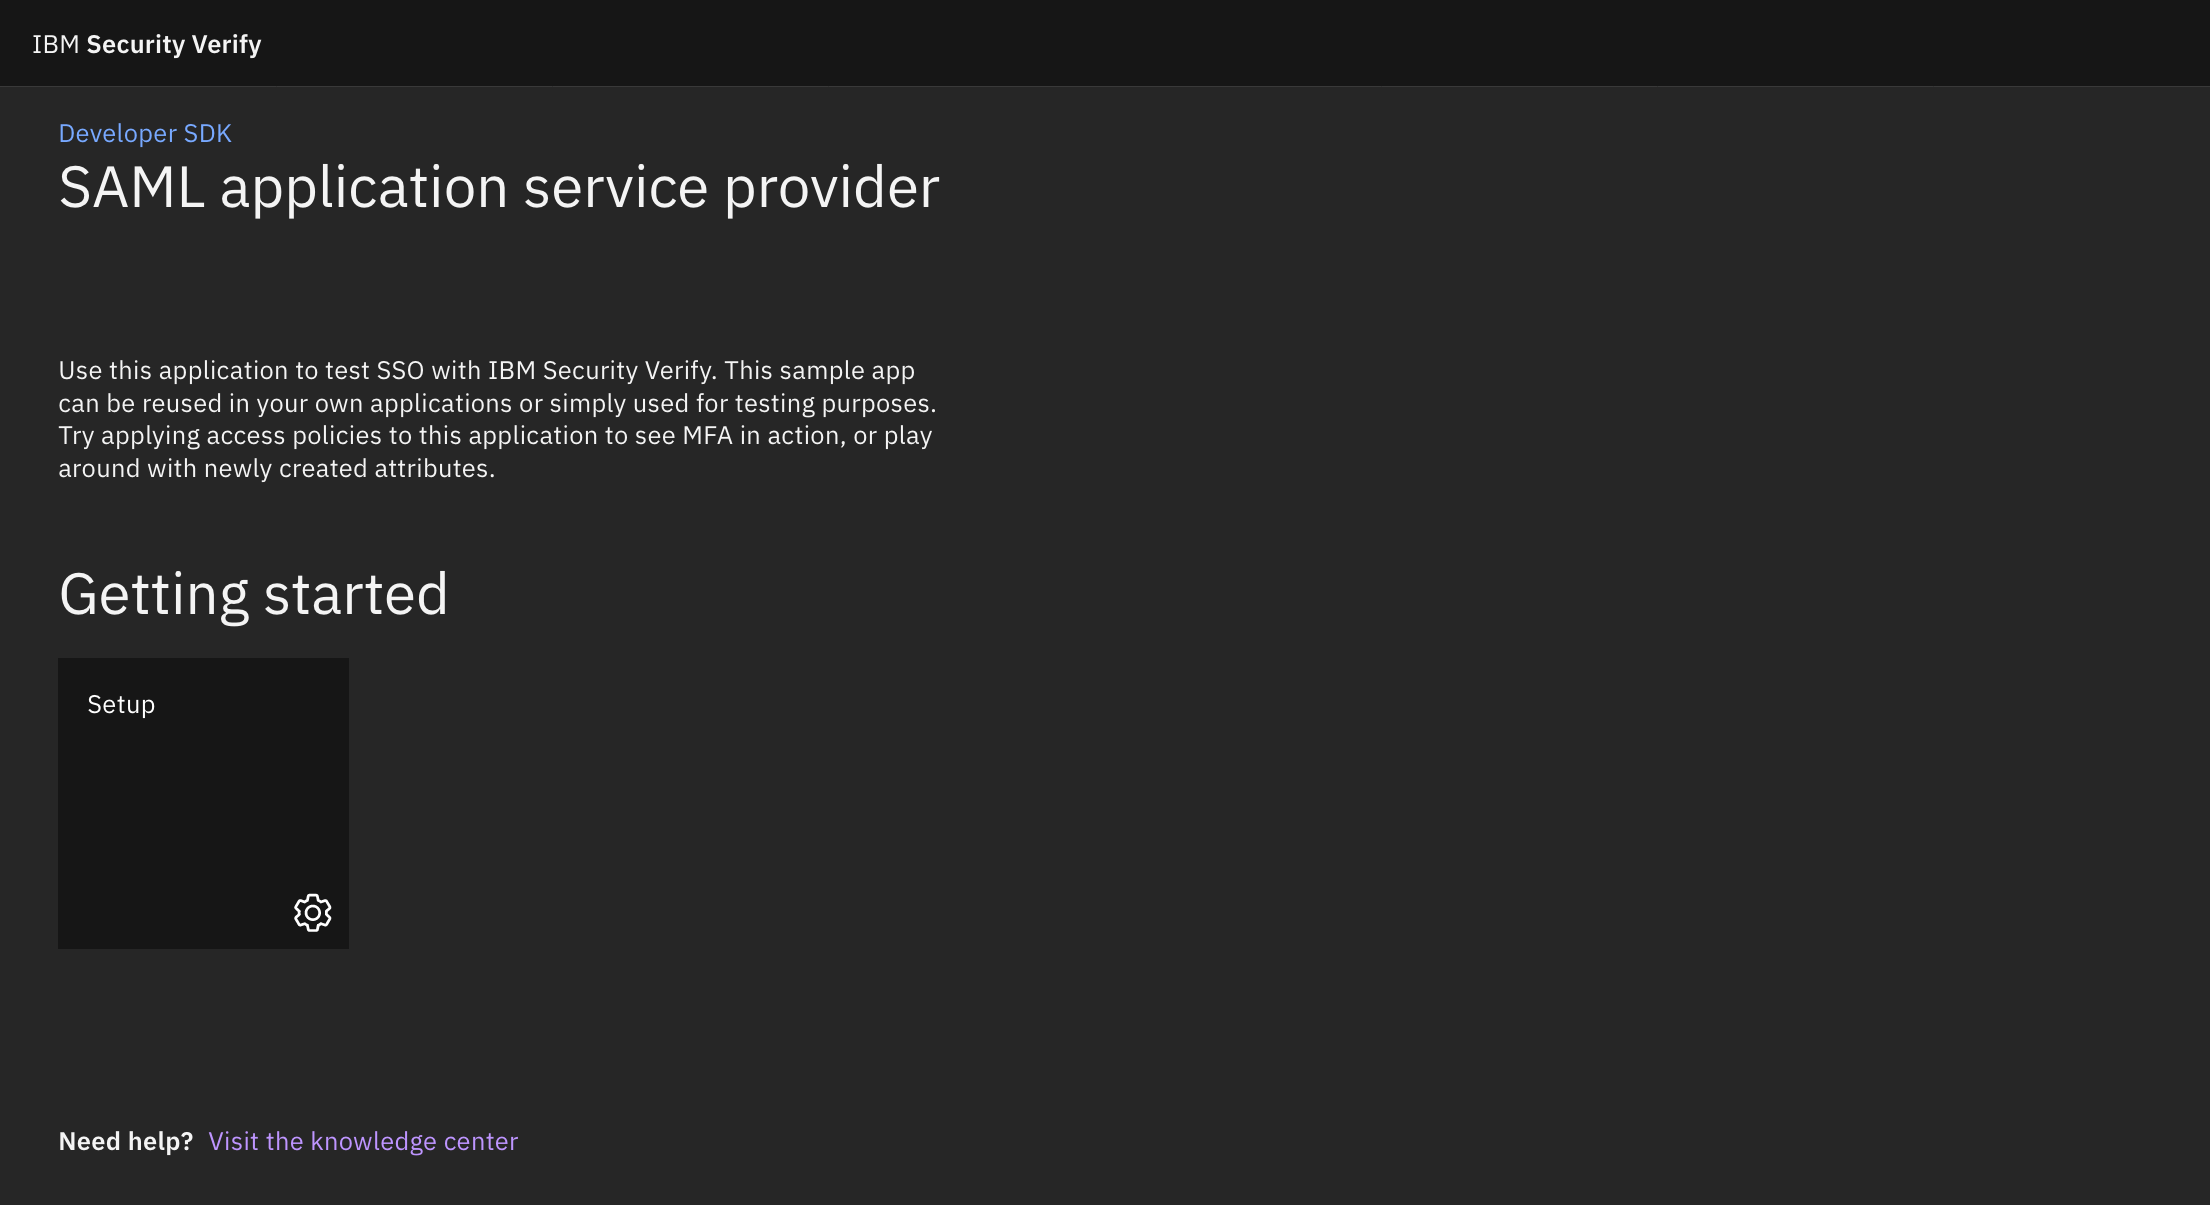 IBM Security Verify
Developer SDK
SAML application service provider
Use this application to test SSO with IBM Security Verify. This sample app
can be reused in your own applications or simply used for testing purposes.
Try applying access policies to this application to see MFA in action, or play
around with newly created attributes.
Getting started
Setup
Need help? Visit the knowledge center